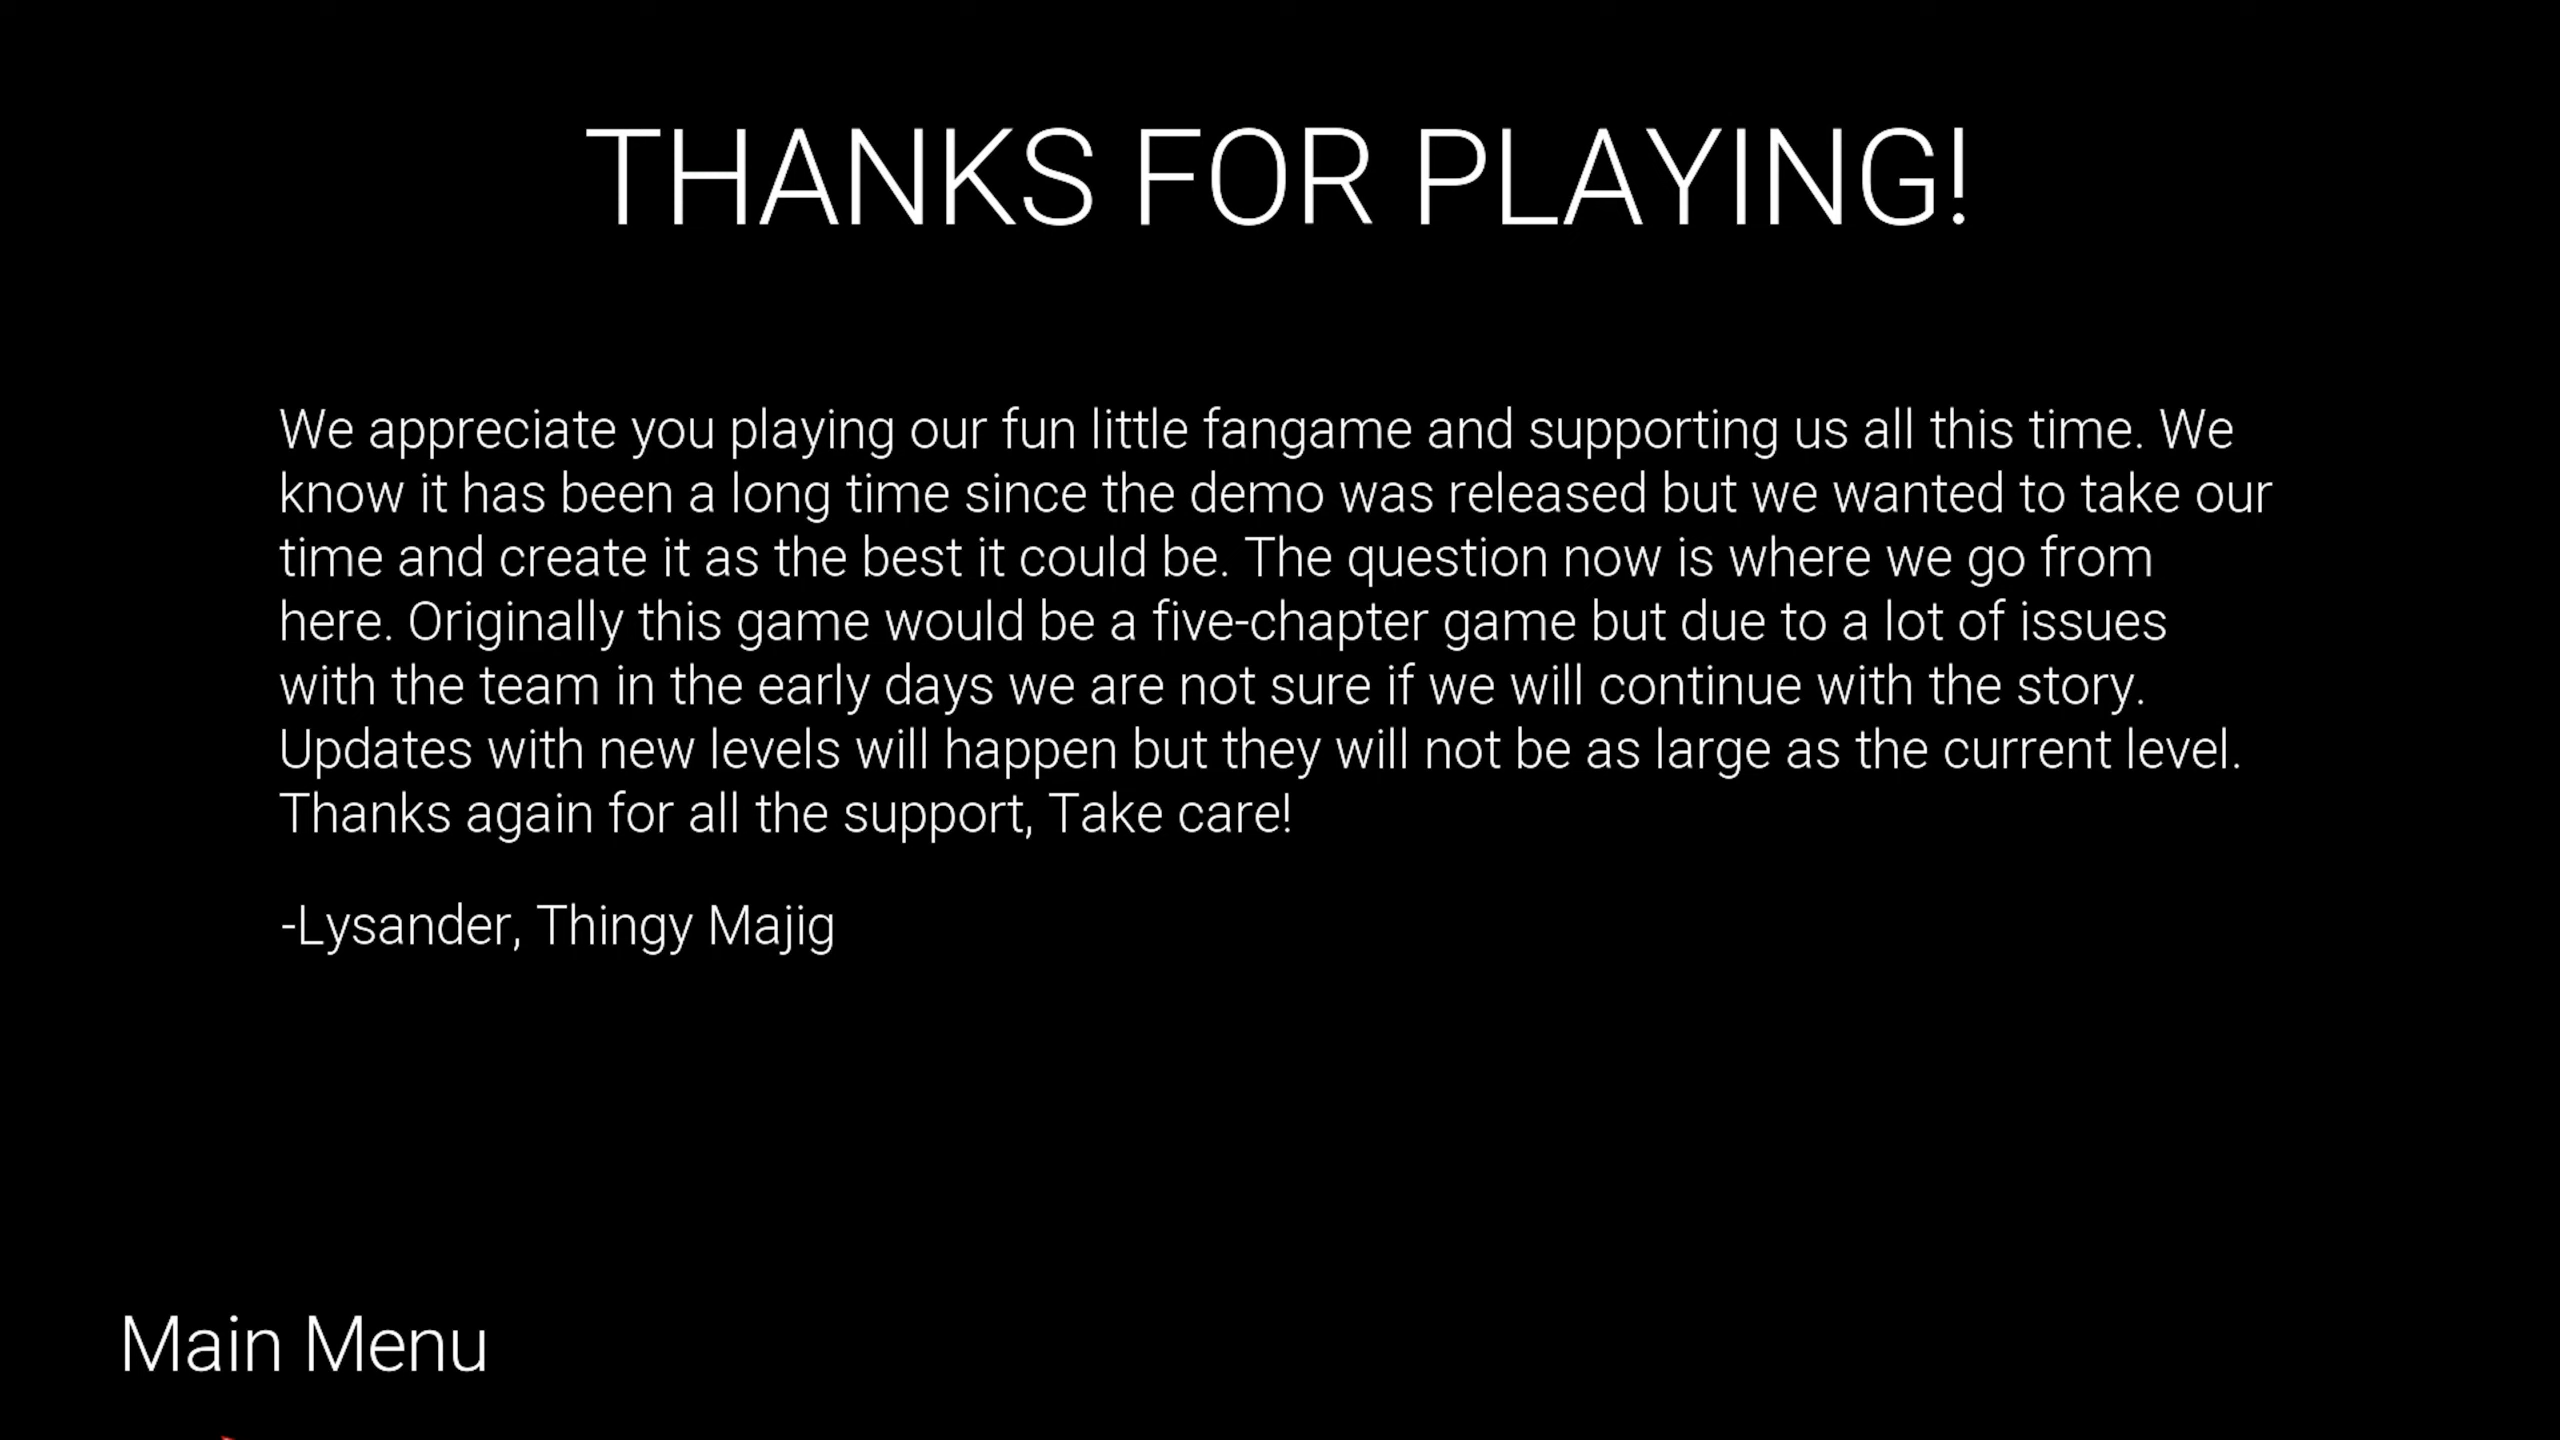 THANKS FOR PLAYING!
We appreciate you playing our fun little fangame and supporting us all this time. We
know it has been a long time since the demo was released but we wanted to take our
time and create it as the best it could be. The question now is where we go from
here. Originally this game would be a five-chapter game but due to a lot of issues
with the team in the early days we are not sure if we will continue with the story.
Updates with new levels will happen but they will not be as large as the current level.
Thanks again for all the support, Take care!
-Lysander, Thingy Majig
Main Menu